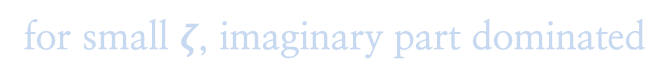 for small ζ, imaginary part dominated